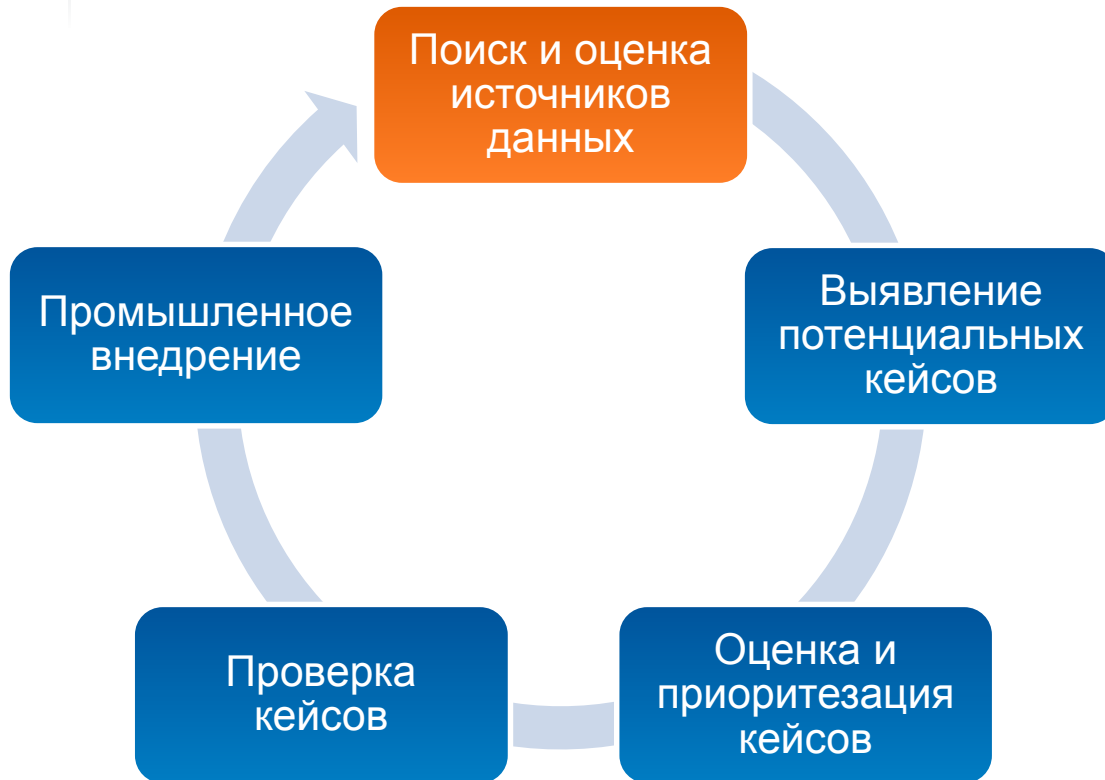 Поиск и оценка
источников
данных
Выявление
потенциальных
кейсов
Оценка и
приоритезация
кейсов
Проверка
кейсов
Промышленное
внедрение